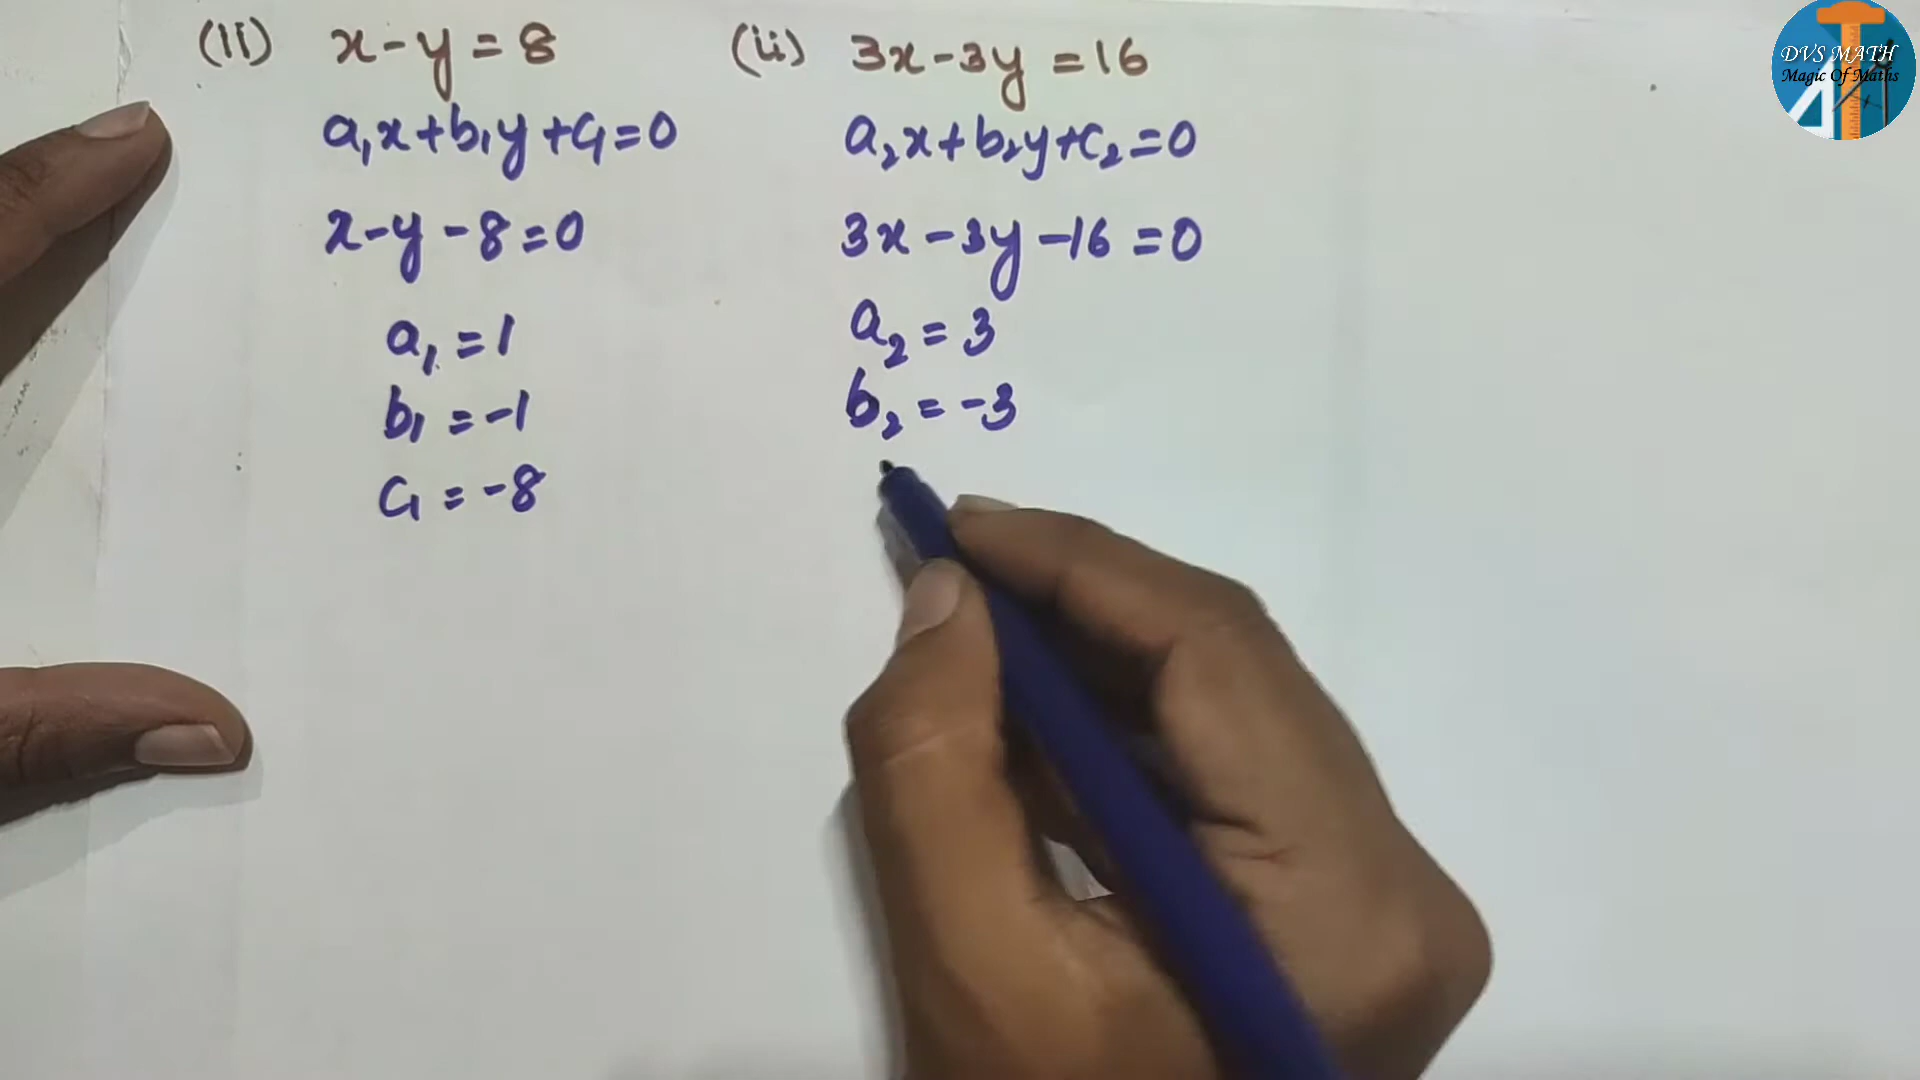 (ii) x-y=8
(ii) 3x-3y=16
a₁x+b₁y+c₁=0
a₂x+b₂y+c₂=0
x-y-8=0
3x-3y-16=0
a₁=1
a₂=3
b₁=-1
b₂=-3
c₁=-8
DVS MATH
Magic Of Maths